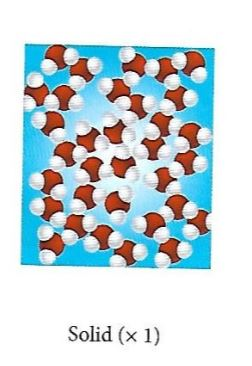 Solid (× 1)